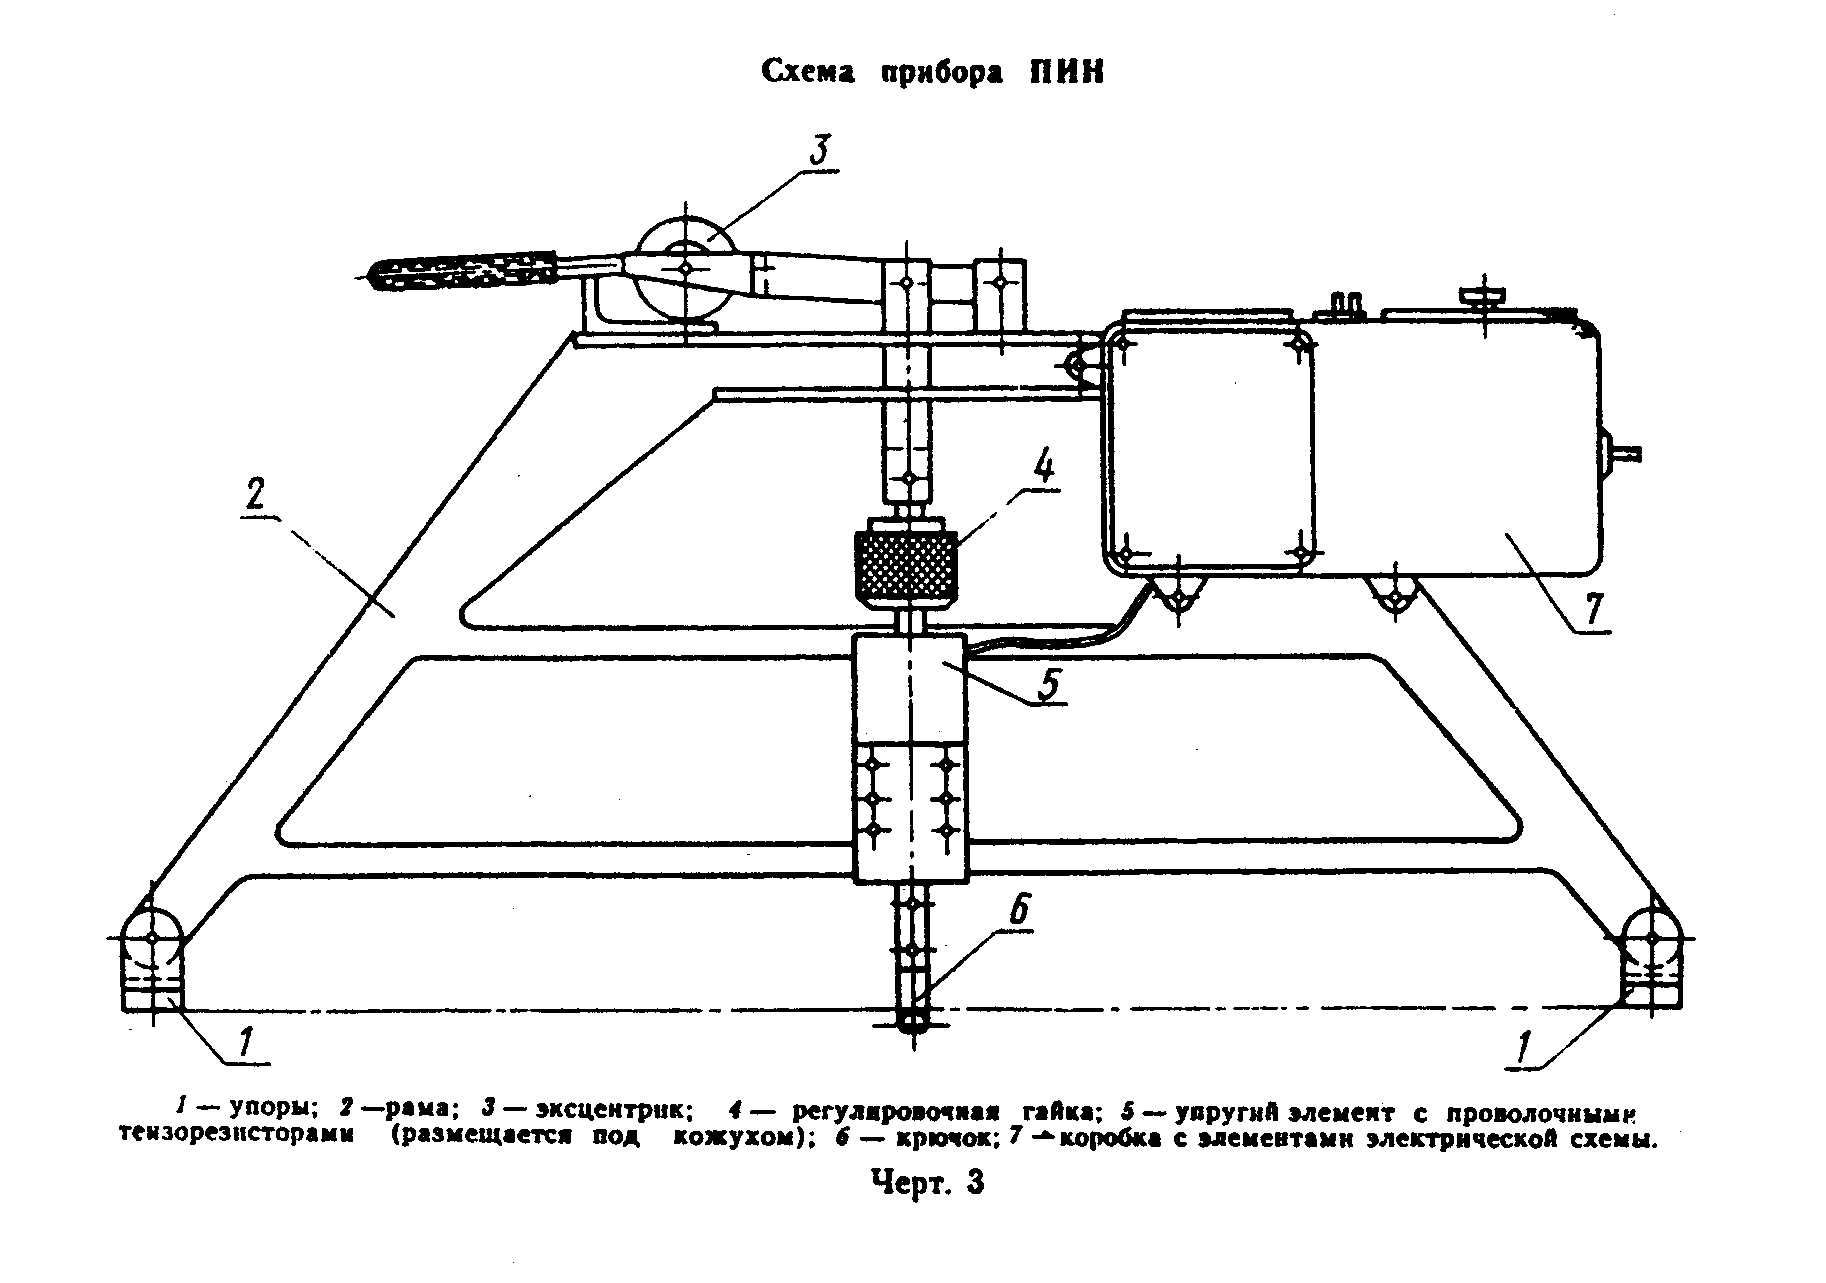 Схема прибора ПИН
3
2
4
7
5
6
1
1
1 — упоры; 2 —рама; 3 — эксцентрик; 4 — регулировочная гайка; 5 — упругий элемент с проволочными
тензорезисторами (размещается под кожухом); 6 — крючок; 7 — коробка с элементами электрической схемы.
Черт. 3